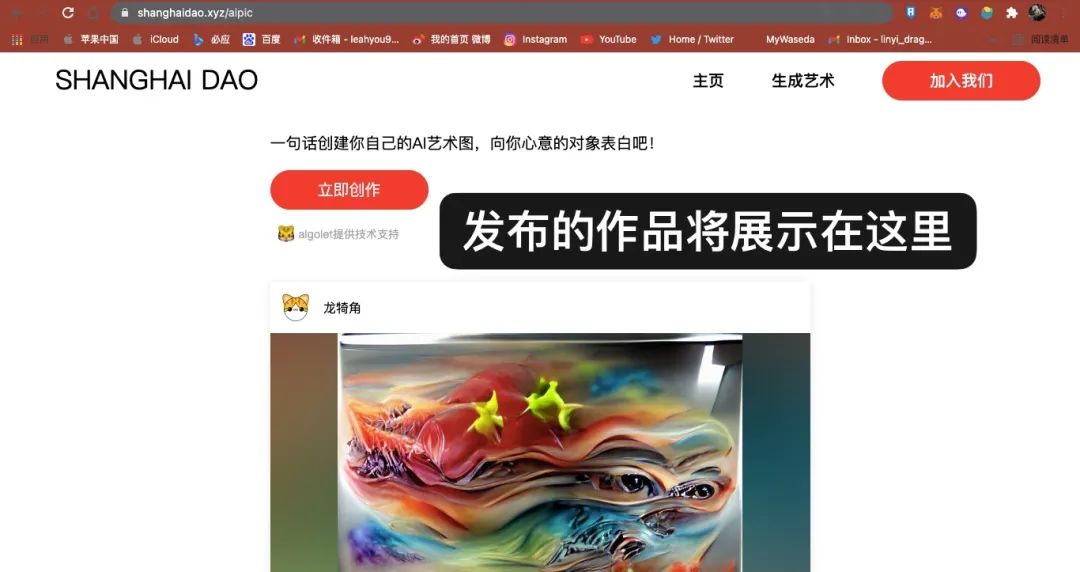 shanghaidao.xyz/aipic
应用 苹果中国 iCloud 必应 百度 收件箱 - leahyou9... 我的首页 微博 Instagram YouTube Home / Twitter MyWaseda Inbox - linyi_drag... 阅读清单
SHANGHAI DAO 主页 生成艺术 加入我们
一句话创建你自己的AI艺术图，向你心意的对象表白吧！
立即创作
algolet提供技术支持
发布的作品将展示在这里
龙犄角